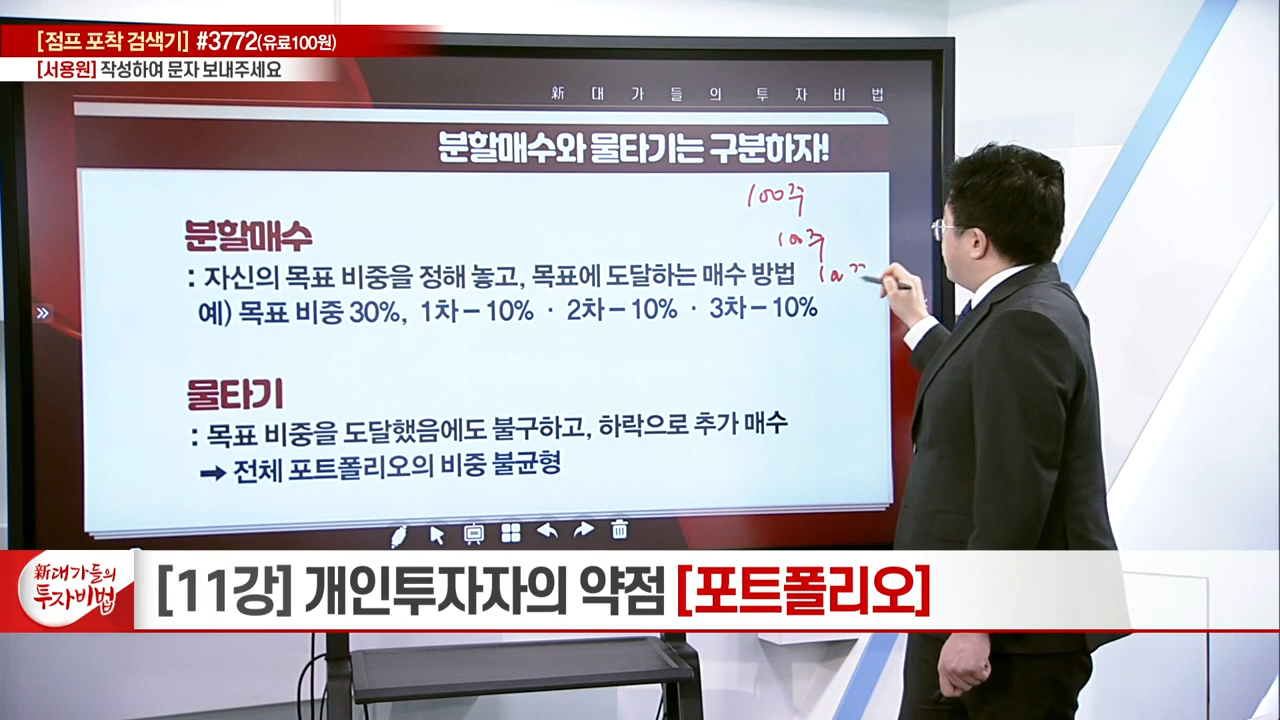 [점프 포착 검색기] #3772(유료100원)
[서용원] 작성하여 문자 보내주세요
新 대 가 들 의 투 자 비 법
분할매수와 물타기는 구분하자!
100주
분할매수
: 자신의 목표 비중을 정해 놓고, 목표에 도달하는 매수 방법
예) 목표 비중 30%, 1차 – 10% · 2차 – 10% · 3차 – 10%
물타기
: 목표 비중을 도달했음에도 불구하고, 하락으로 추가 매수
➡ 전체 포트폴리오의 비중 불균형
新대가들의
투자비법
[11강] 개인투자자의 약점 [포트폴리오]